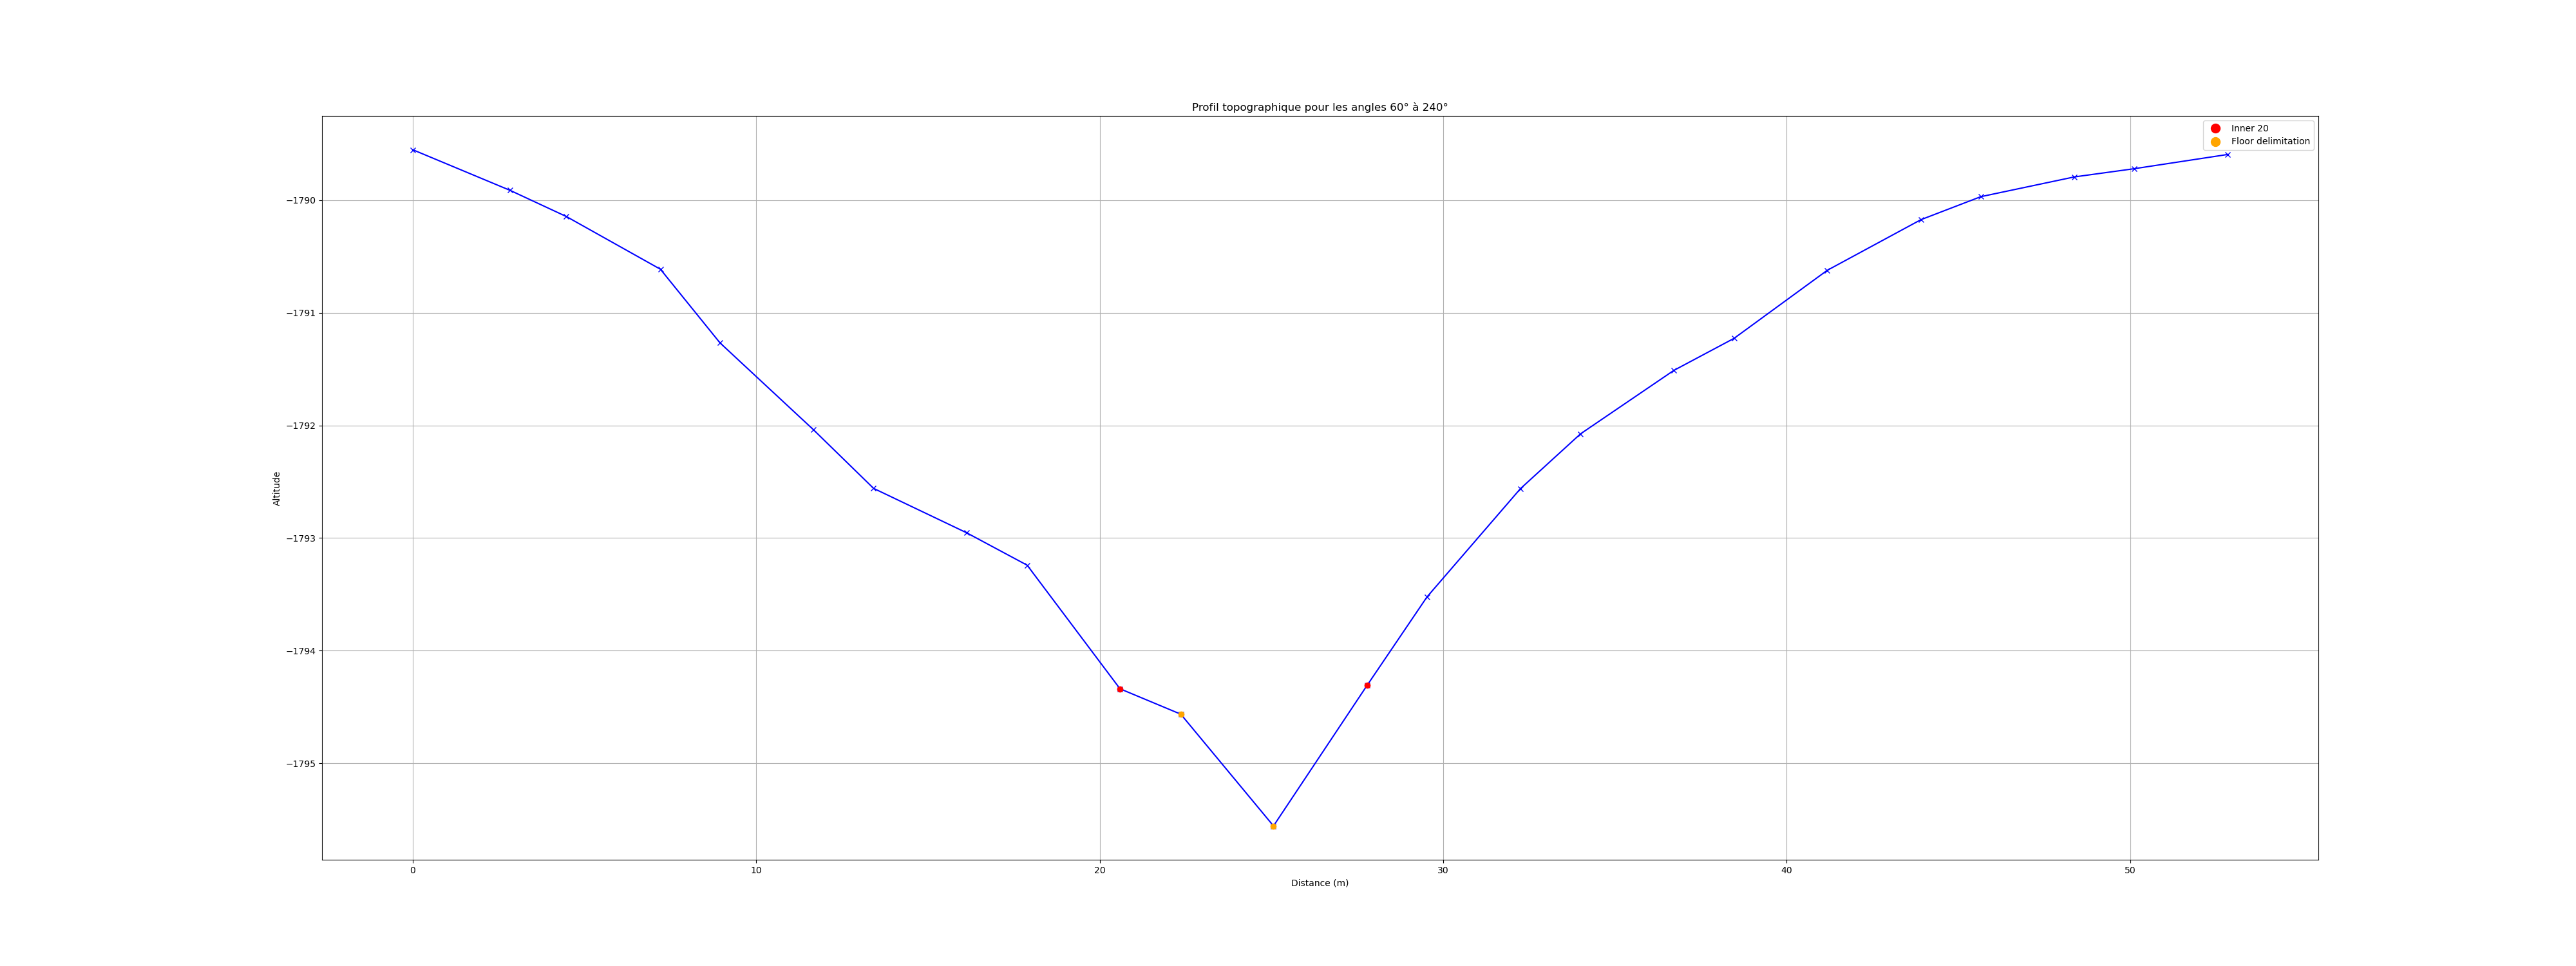 Profil topographique pour les angles 60° à 240°
Inner 20
Floor delimitation
−1790
−1791
−1792
−1793
−1794
−1795
Altitude
0 10 20 30 40 50
Distance (m)